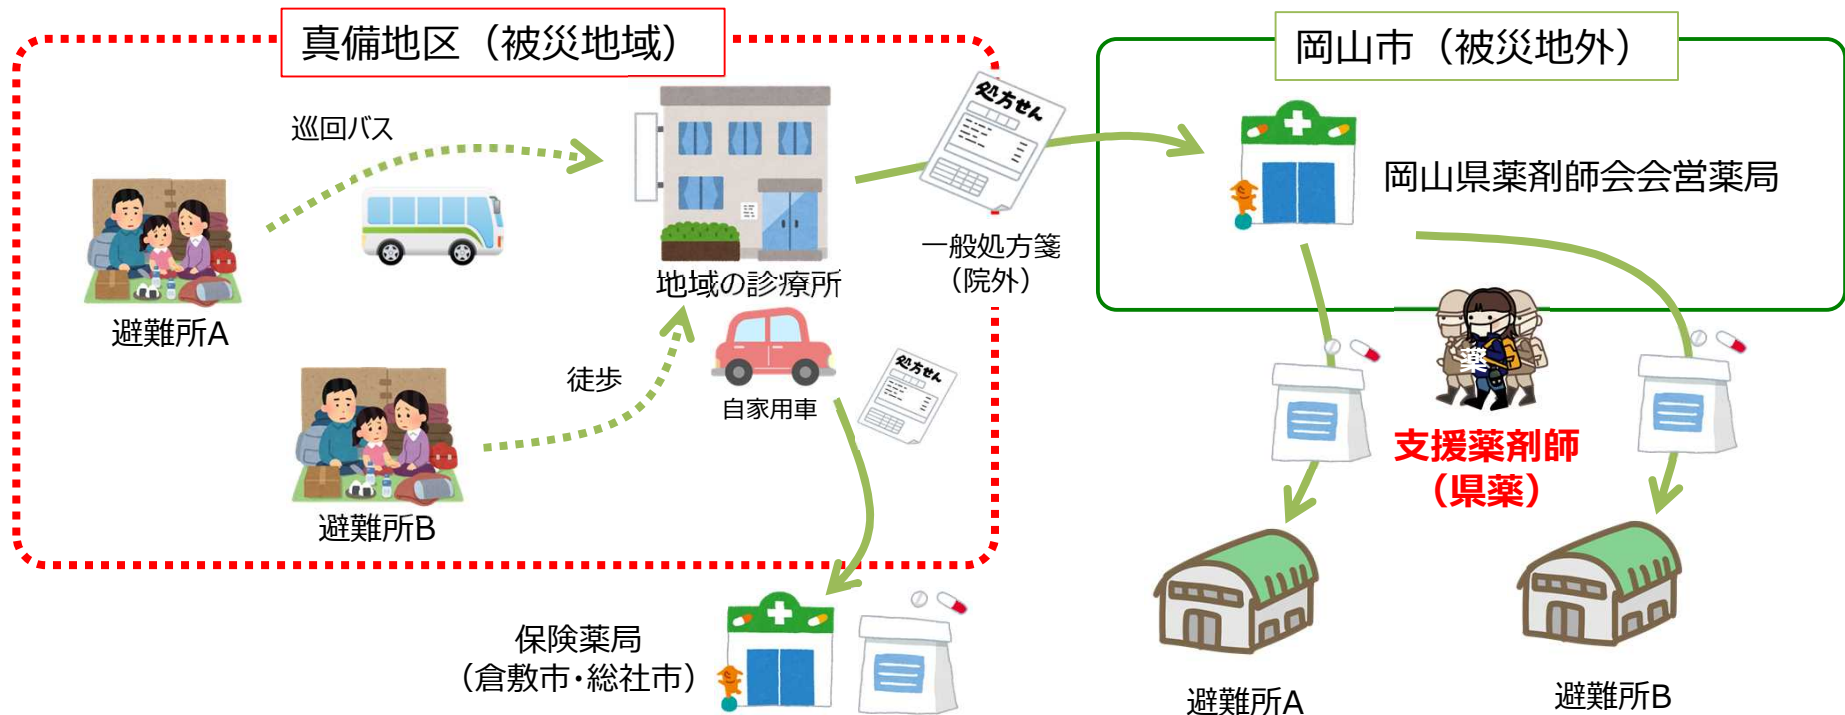 真備地区（被災地域）
岡山市（被災地外）
巡回バス
処方せん
岡山県薬剤師会会営薬局
一般処方箋
（院外）
地域の診療所
避難所A
徒歩
自家用車
処方せん
薬
支援薬剤師
（県薬）
避難所B
保険薬局
（倉敷市・総社市）
避難所A
避難所B